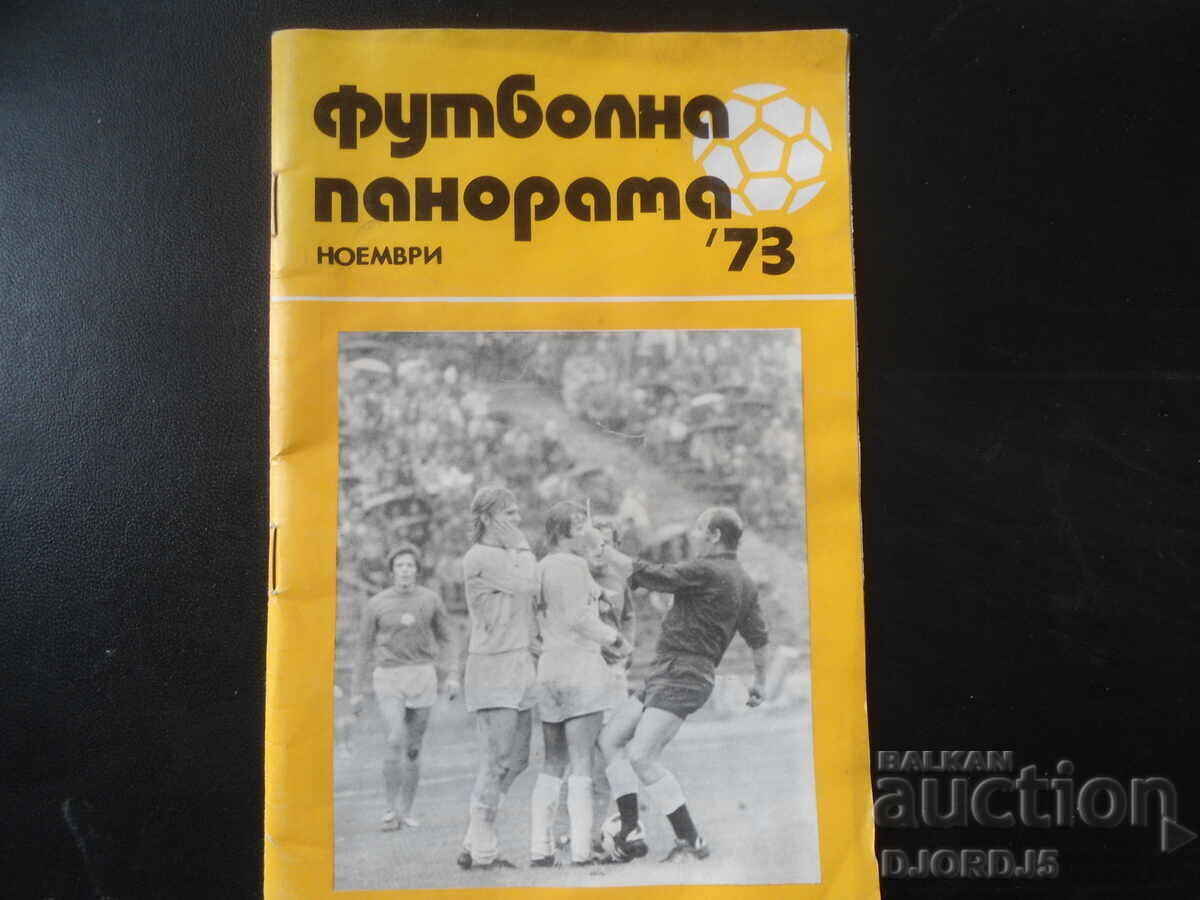 футболна
панорама
НОЕМВРИ '73
BALKAN
auction
DJORDJ5